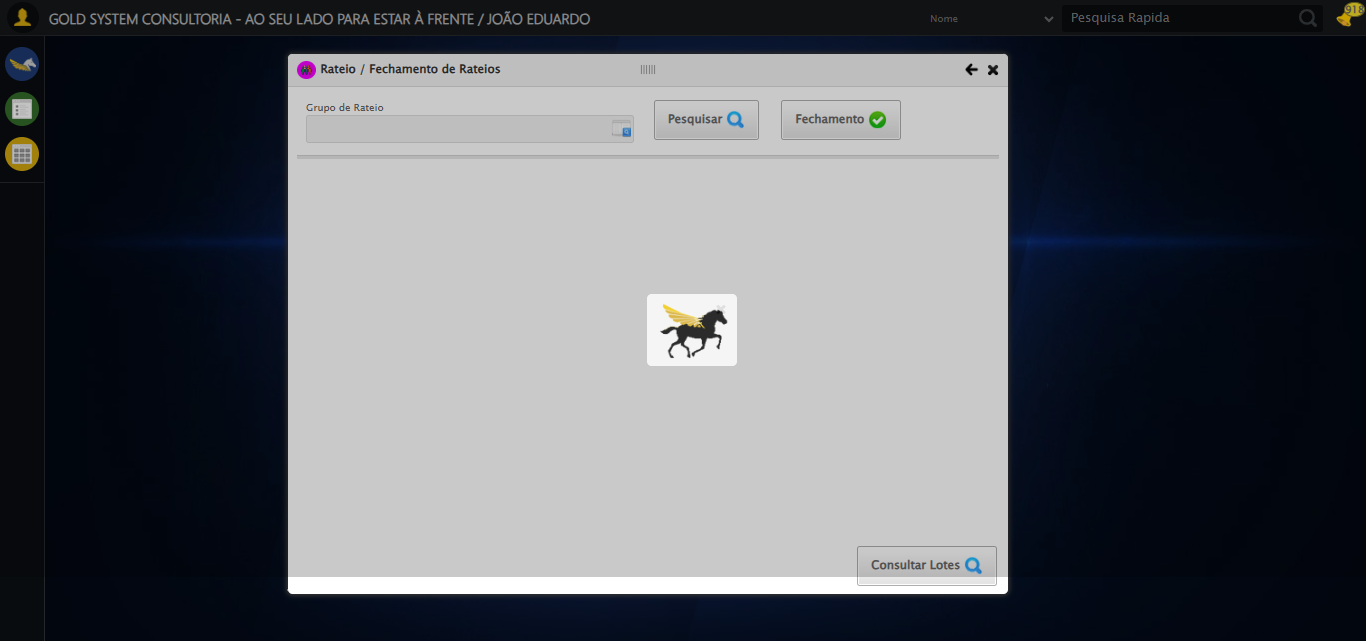 GOLD SYSTEM CONSULTORIA - AO SEU LADO PARA ESTAR À FRENTE / JOÃO EDUARDO
Nome
Pesquisa Rapida
918
Rateio / Fechamento de Rateios
Grupo de Rateio
Pesquisar
Fechamento
Consultar Lotes